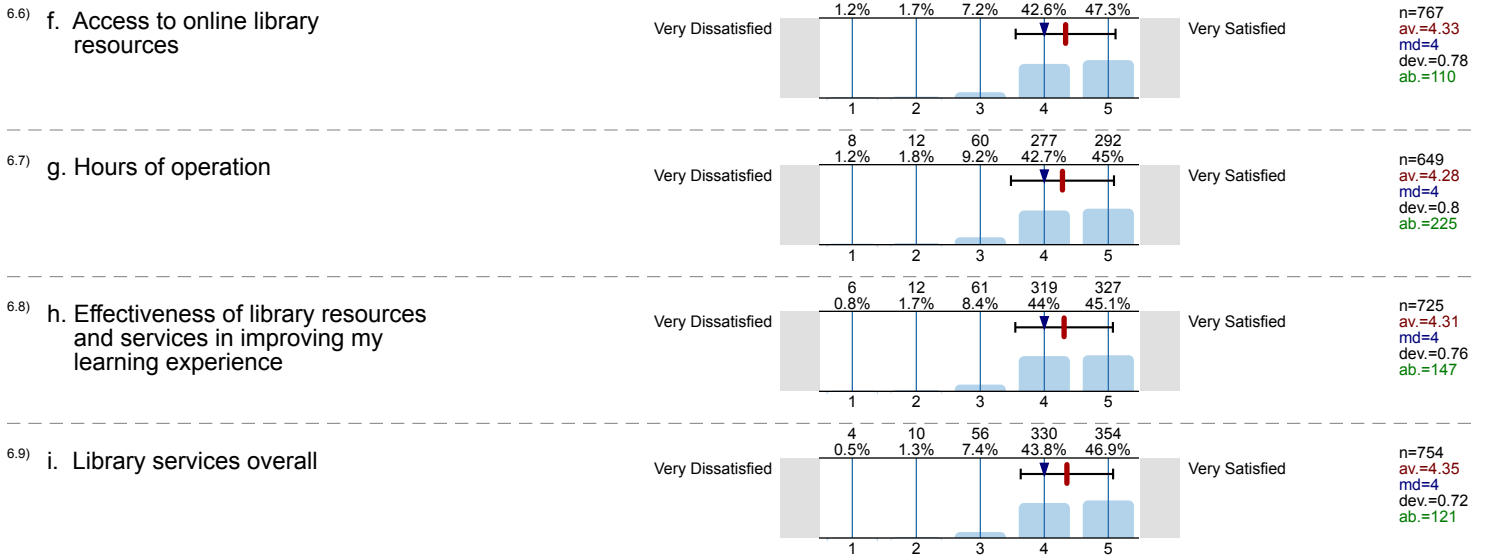 6.6) f. Access to online library
resources
Very Dissatisfied
1.2% 1.7% 7.2% 42.6% 47.3%
1 2 3 4 5
Very Satisfied
n=767
av.=4.33
md=4
dev.=0.78
ab.=110
6.7) g. Hours of operation
Very Dissatisfied
8 12 60 277 292
1.2% 1.8% 9.2% 42.7% 45%
1 2 3 4 5
Very Satisfied
n=649
av.=4.28
md=4
dev.=0.8
ab.=225
6.8) h. Effectiveness of library resources
and services in improving my
learning experience
Very Dissatisfied
6 12 61 319 327
0.8% 1.7% 8.4% 44% 45.1%
1 2 3 4 5
Very Satisfied
n=725
av.=4.31
md=4
dev.=0.76
ab.=147
6.9) i. Library services overall
Very Dissatisfied
4 10 56 330 354
0.5% 1.3% 7.4% 43.8% 46.9%
1 2 3 4 5
Very Satisfied
n=754
av.=4.35
md=4
dev.=0.72
ab.=121